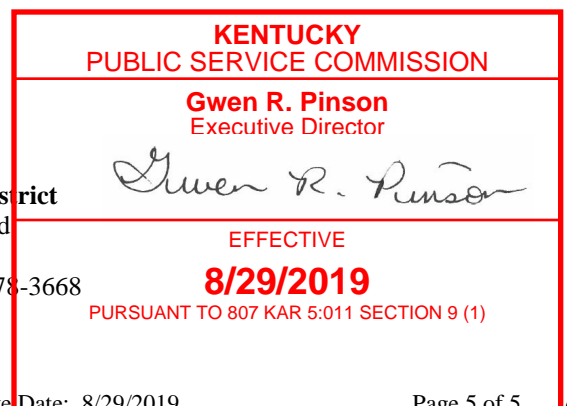 KENTUCKY
PUBLIC SERVICE COMMISSION
Gwen R. Pinson
Executive Director
Gwen R. Pinson
strict
d
EFFECTIVE
78-3668
8/29/2019
PURSUANT TO 807 KAR 5:011 SECTION 9 (1)
e Date: 8/29/2019 Page 5 of 5